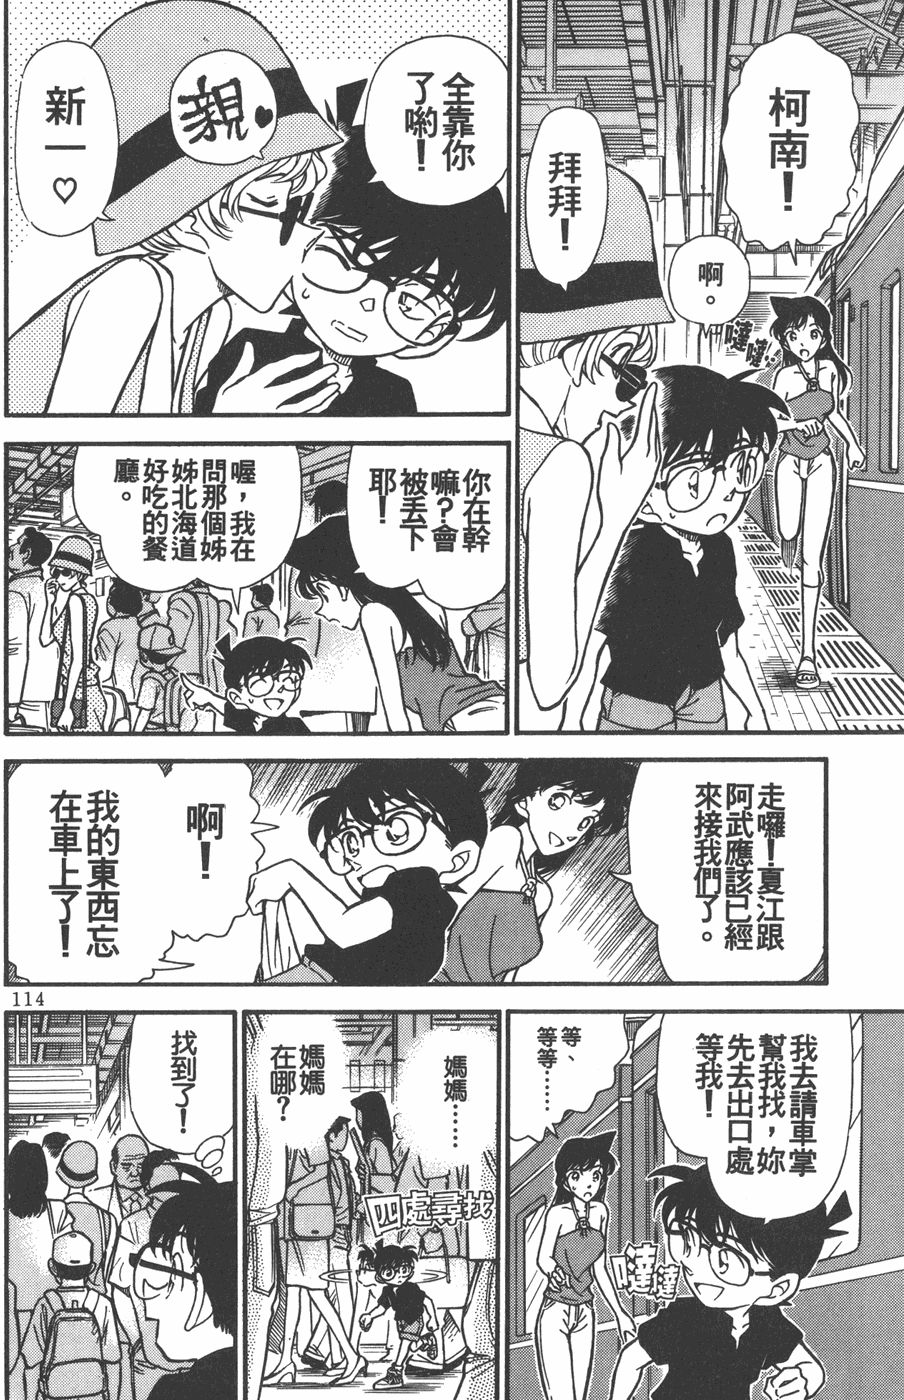 全靠你
了喲！
親♥
新一♡
柯南！
拜拜！
啊。
噠噠…
你在幹
嘛？會
被丟下
耶！
喔，我在
問那個姊
姊北海道
好吃的餐
廳。
走囉！夏江跟
阿武應該已經
來接我們了。
啊！
我的東西忘
在車上了！
114
我去請車掌
幫我找，妳
先去出口處
等我！
等、
等等……
噠噠
媽媽……
媽媽
在哪？
四處尋找
找到了！